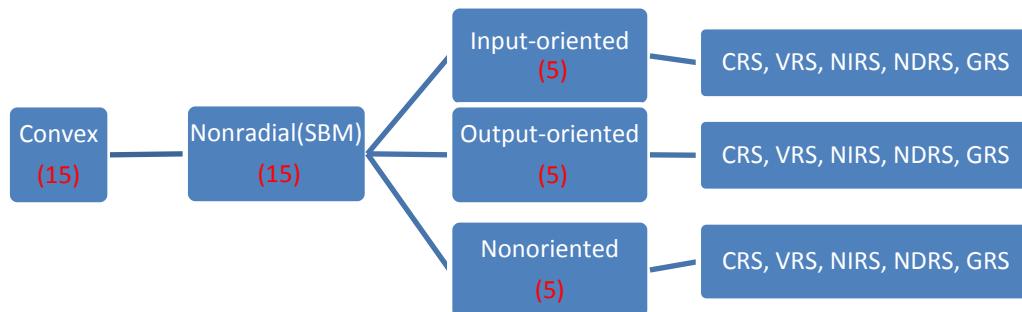 Convex
(15)
Nonradial(SBM)
(15)
Input-oriented
(5)
CRS, VRS, NIRS, NDRS, GRS
Output-oriented
(5)
CRS, VRS, NIRS, NDRS, GRS
Nonoriented
(5)
CRS, VRS, NIRS, NDRS, GRS